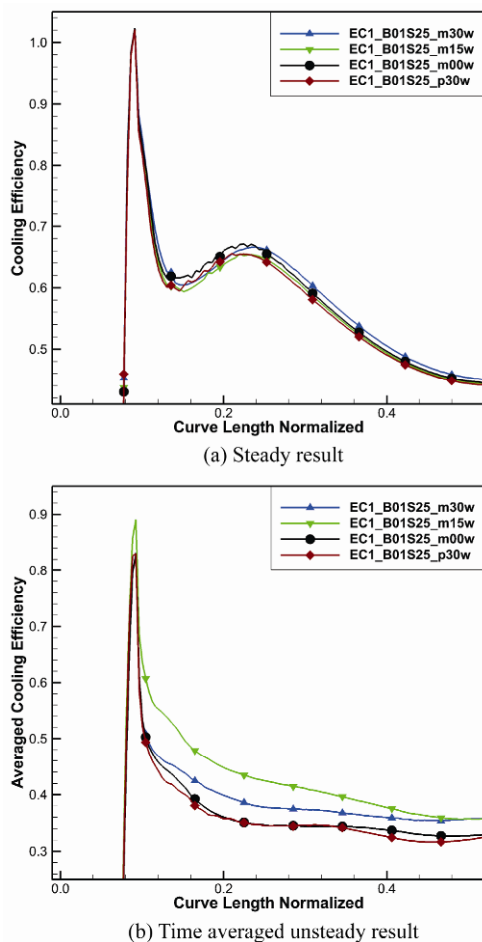 EC1_B01S25_m30w
EC1_B01S25_m15w
EC1_B01S25_m00w
EC1_B01S25_p30w
1.0
0.9
0.8
0.7
0.6
0.5
Cooling Efficiency
0.0
0.2
0.4
Curve Length Normalized
(a) Steady result
EC1_B01S25_m30w
EC1_B01S25_m15w
EC1_B01S25_m00w
EC1_B01S25_p30w
0.9
0.8
0.7
0.6
0.5
0.4
0.3
Averaged Cooling Efficiency
0.0
0.2
0.4
Curve Length Normalized
(b) Time averaged unsteady result